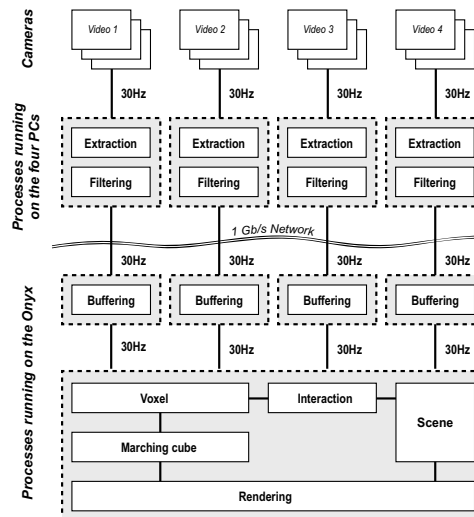 Cameras
Video 1 Video 2 Video 3 Video 4
30Hz 30Hz 30Hz 30Hz
Processes running
on the four PCs
Extraction Extraction Extraction Extraction
Filtering Filtering Filtering Filtering
1 Gb/s Network
30Hz 30Hz 30Hz 30Hz
Processes running on the Onyx
Buffering Buffering Buffering Buffering
30Hz 30Hz 30Hz 30Hz
Voxel Interaction
Scene
Marching cube
Rendering